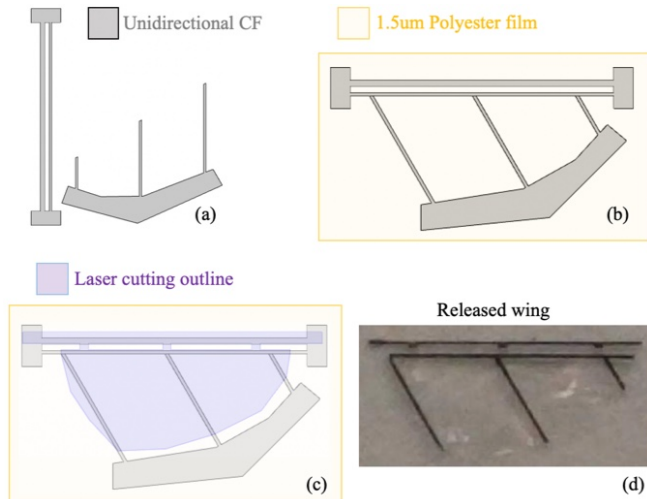 Unidirectional CF
1.5um Polyester film
(a)
(b)
Laser cutting outline
Released wing
(c)
(d)